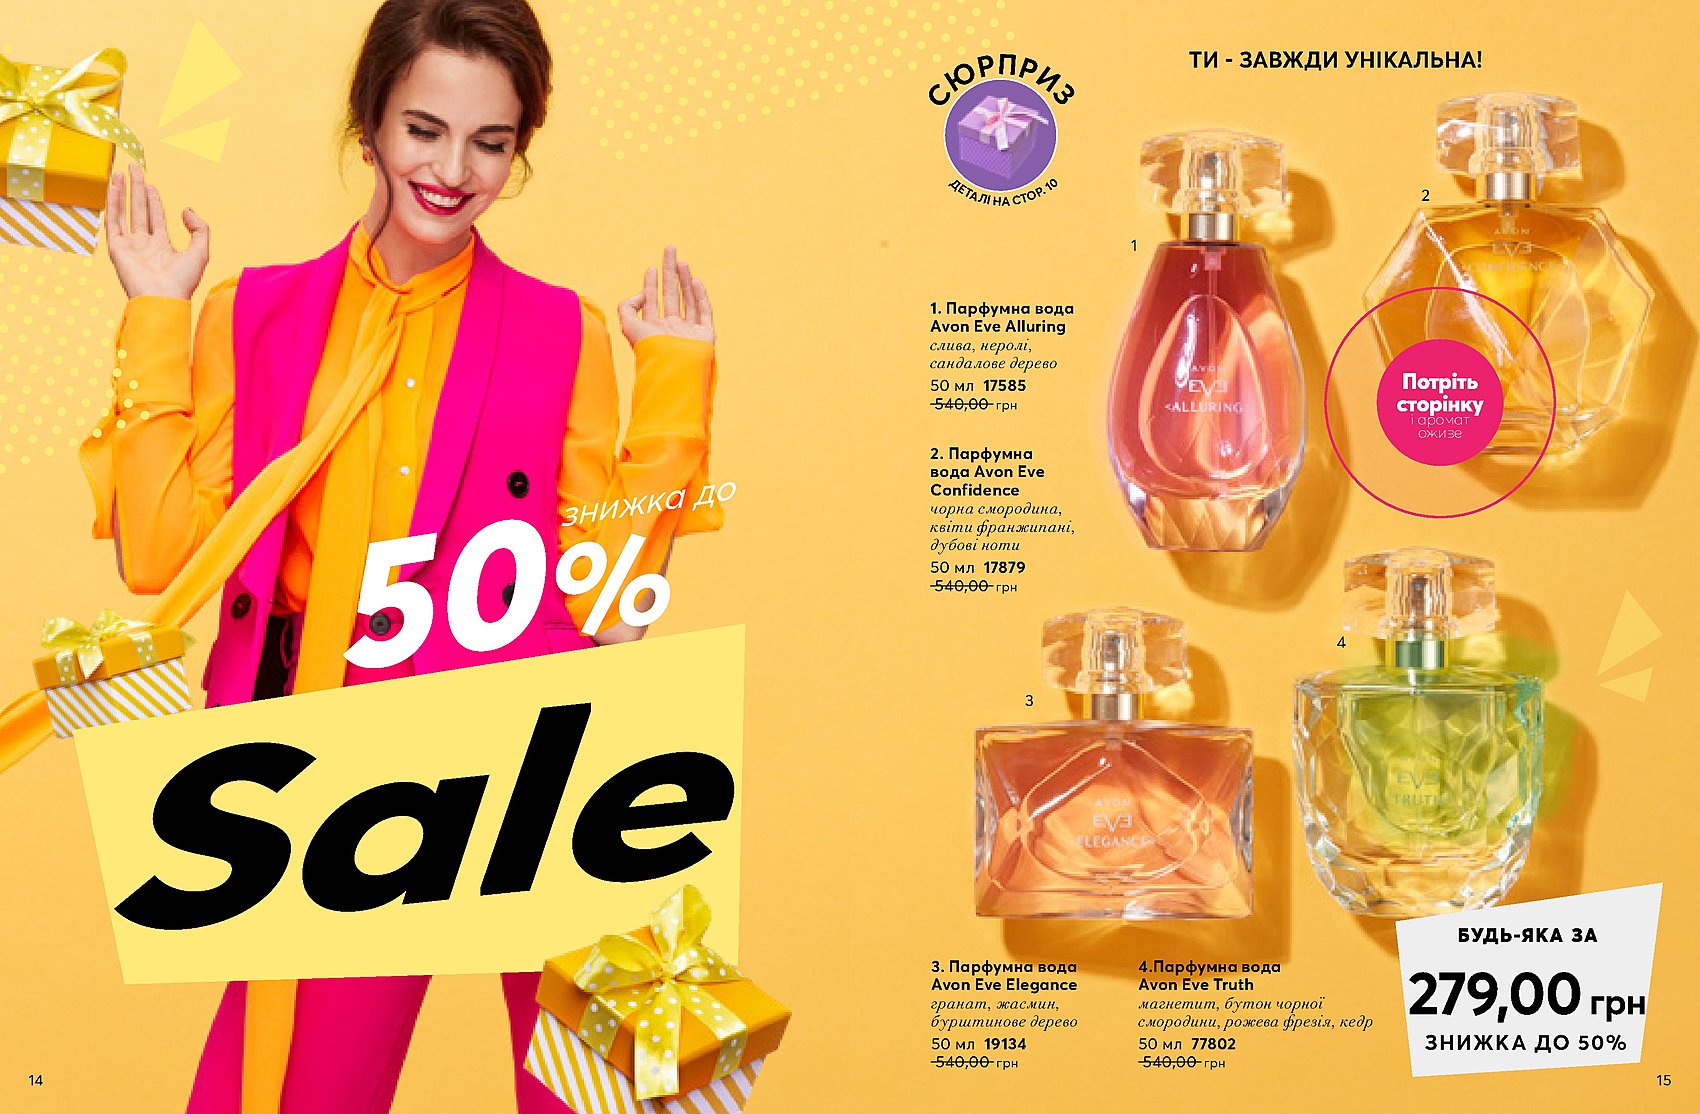 знижка до
50%
Sale
14
СЮРПРИЗ
ДЕТАЛІ НА СТОР. 10
ТИ - ЗАВЖДИ УНІКАЛЬНА!
1
2
1. Парфумна вода
Avon Eve Alluring
слива, неролі,
сандалове дерево
50 мл 17585
540,00 грн
2. Парфумна
вода Avon Eve
Confidence
чорна смородина,
квіти франжипані,
дубові ноти
50 мл 17879
540,00 грн
AVON
EVE
<ALLURING>
AVON
EVE
<CONFIDENCE>
Потріть
сторінку
і аромат
оживе
3
4
AVON
EVE
ELEGANCE>
AVON
EVE
TRUTH
3. Парфумна вода
Avon Eve Elegance
гранат, жасмин,
бурштинове дерево
50 мл 19134
540,00 грн
4.Парфумна вода
Avon Eve Truth
магнетит, бутон чорної
смородини, рожева фрезія, кедр
50 мл 77802
540,00 грн
БУДЬ-ЯКА ЗА
279,00 грн
ЗНИЖКА ДО 50%
15